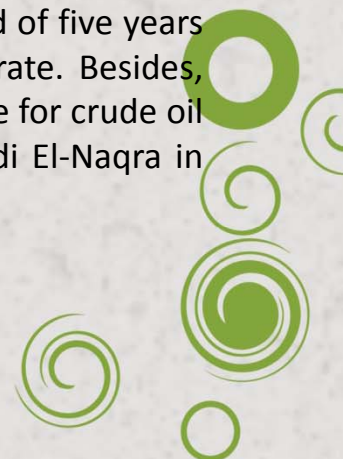 d of five years
rate. Besides,
e for crude oil
di El-Naqra in